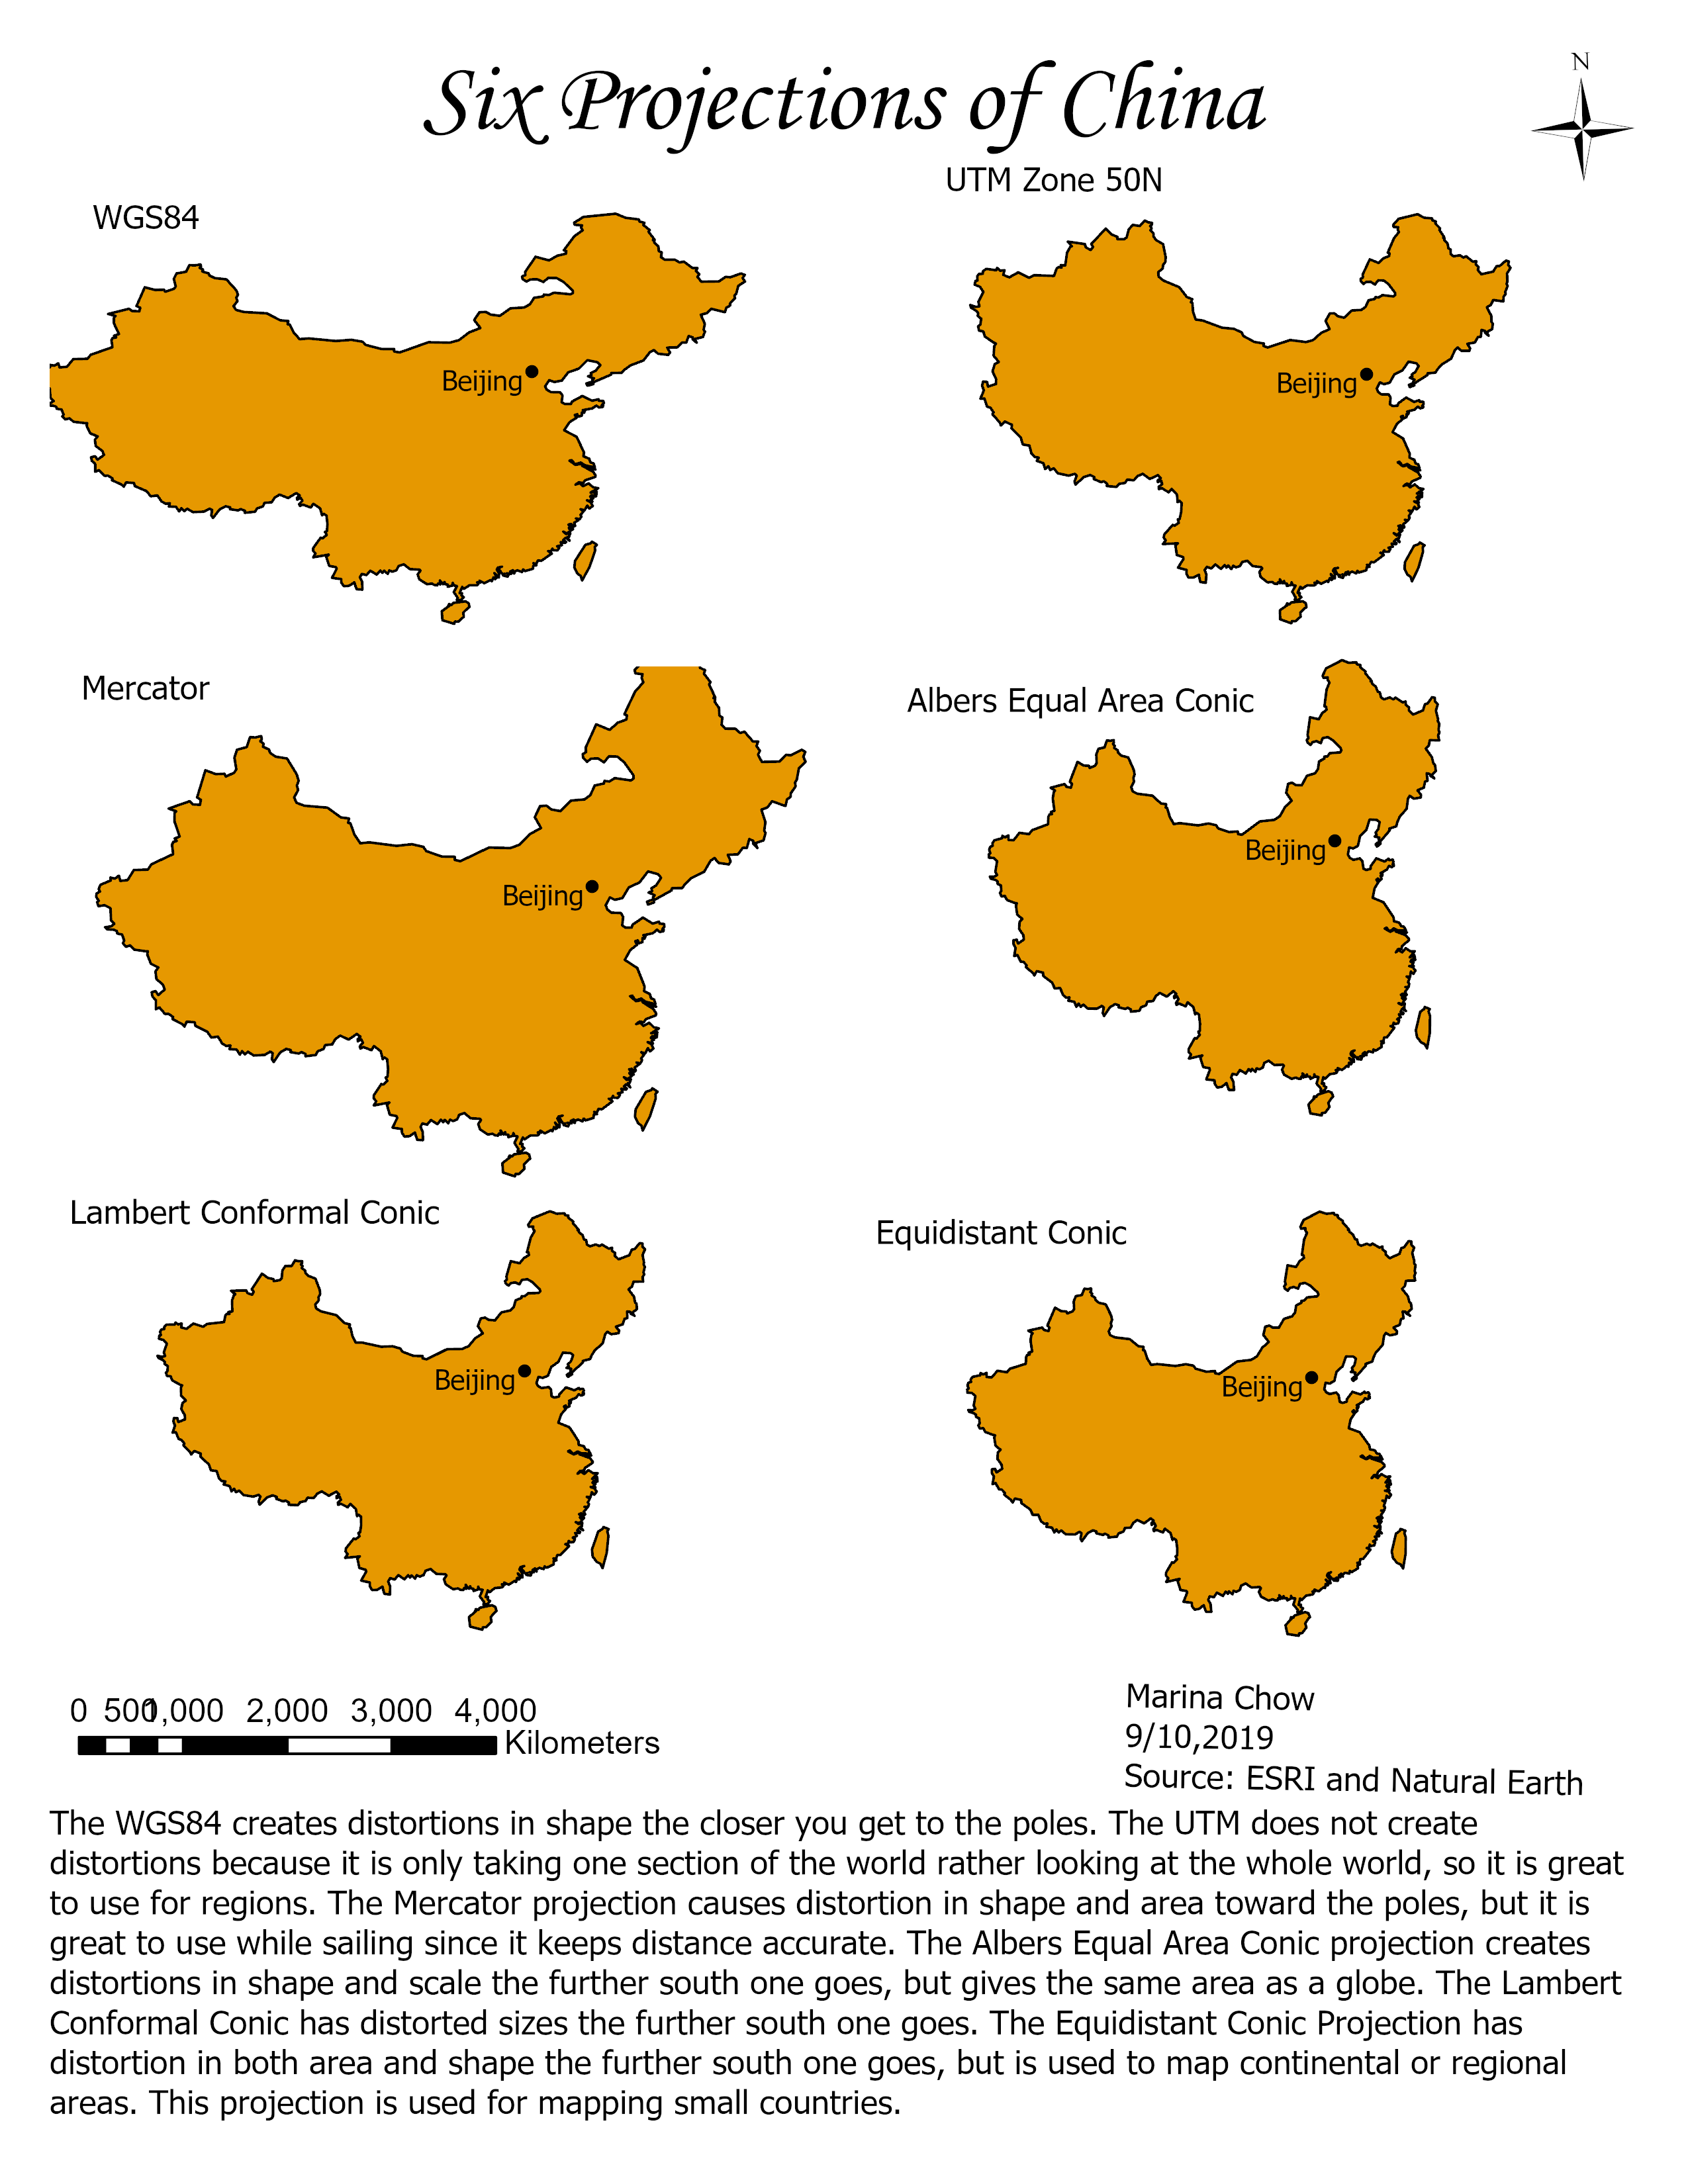 Six Projections of China
N
WGS84
UTM Zone 50N
Beijing
Beijing
Mercator
Albers Equal Area Conic
Beijing
Beijing
Lambert Conformal Conic
Equidistant Conic
Beijing
Beijing
0 500 1,000 2,000 3,000 4,000
Kilometers
Marina Chow
9/10,2019
Source: ESRI and Natural Earth
The WGS84 creates distortions in shape the closer you get to the poles. The UTM does not create
distortions because it is only taking one section of the world rather looking at the whole world, so it is great
to use for regions. The Mercator projection causes distortion in shape and area toward the poles, but it is
great to use while sailing since it keeps distance accurate. The Albers Equal Area Conic projection creates
distortions in shape and scale the further south one goes, but gives the same area as a globe. The Lambert
Conformal Conic has distorted sizes the further south one goes. The Equidistant Conic Projection has
distortion in both area and shape the further south one goes, but is used to map continental or regional
areas. This projection is used for mapping small countries.